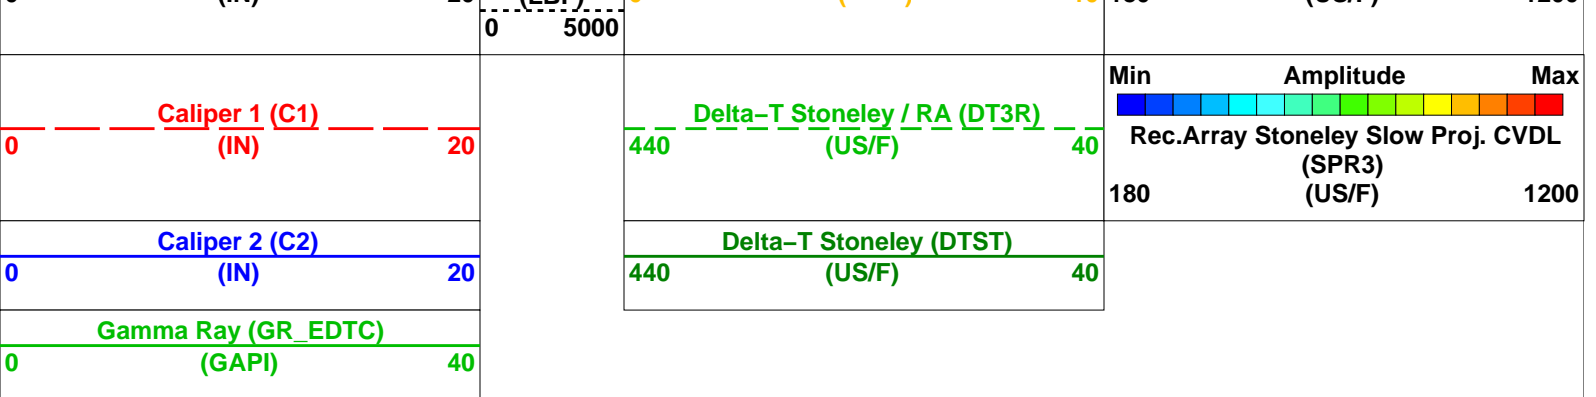 0 5000
Min Amplitude Max
Caliper 1 (C1)
0 (IN) 20
Delta−T Stoneley / RA (DT3R)
440 (US/F) 40
Rec.Array Stoneley Slow Proj. CVDL
(SPR3)
180 (US/F) 1200
Caliper 2 (C2)
0 (IN) 20
Delta−T Stoneley (DTST)
440 (US/F) 40
Gamma Ray (GR_EDTC)
0 (GAPI) 40